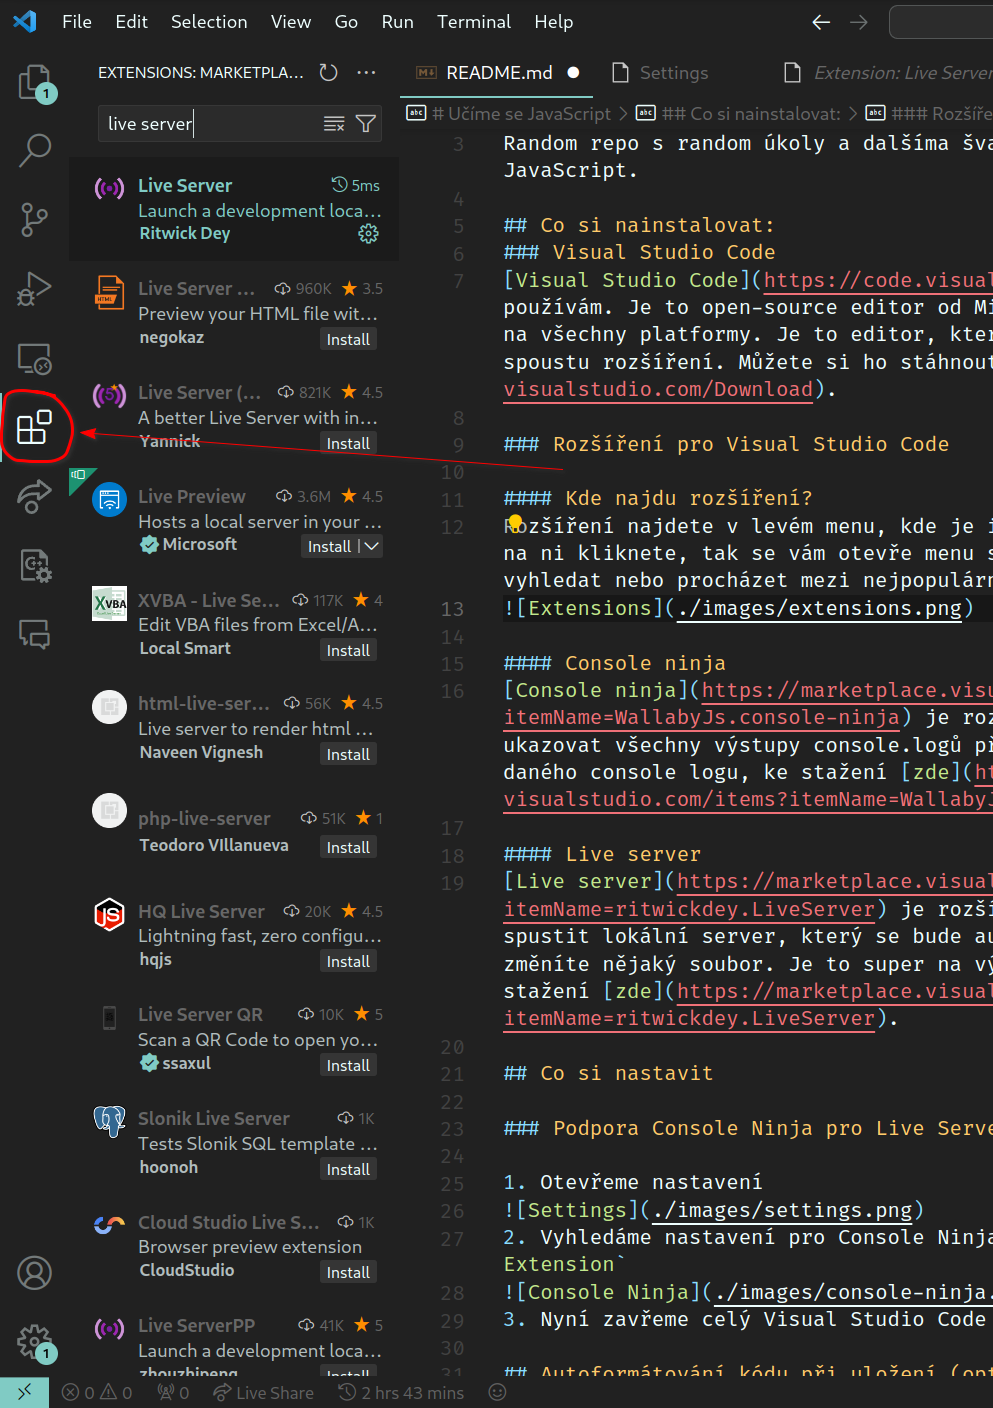 File Edit Selection View Go Run Terminal Help
EXTENSIONS: MARKETPLA...
README.md
Settings
Extension: Live Server
# Učíme se JavaScript > ## Co si nainstalovat: > ### Rozšíře
live server
Live Server 5ms
Launch a development loca...
Ritwick Dey
Live Server ... 960K 3.5
Preview your HTML file wit...
negokaz Install
Live Server (... 821K 4.5
A better Live Server with in...
Yannick Install
Live Preview 3.6M 4.5
Hosts a local server in your ...
Microsoft Install
XVBA - Live Se... 117K 4
Edit VBA files from Excel/A...
Local Smart Install
html-live-ser... 56K 4.5
Live server to render html ...
Naveen Vignesh Install
php-live-server 51K 1
Teodoro VIllanueva Install
HQ Live Server 20K 4.5
Lightning fast, zero configu...
hqjs Install
Live Server QR 10K 5
Scan a QR Code to open yo...
ssaxul Install
Slonik Live Server 1K
Tests Slonik SQL template ...
hoonoh Install
Cloud Studio Live S... 1K
Browser preview extension
CloudStudio Install
Live ServerPP 41K 5
Launch a development loca...
zhouzhipeng Install
1
1
3 Random repo s random úkoly a dalšíma šva
JavaScript.
4
5 ## Co si nainstalovat:
6 ### Visual Studio Code
7 [Visual Studio Code](https://code.visual
používám. Je to open-source editor od Mi
na všechny platformy. Je to editor, kter
spoustu rozšíření. Můžete si ho stáhnout
visualstudio.com/Download).
8
9 ### Rozšíření pro Visual Studio Code
10
11 #### Kde najdu rozšíření?
12 Rozšíření najdete v levém menu, kde je i
na ni kliknete, tak se vám otevře menu s
vyhledat nebo procházet mezi nejpopulárn
13 ![Extensions](./images/extensions.png)
14
15 #### Console ninja
16 [Console ninja](https://marketplace.visu
itemName=WallabyJs.console-ninja) je roz
ukazovat všechny výstupy console.logů př
daného console logu, ke stažení [zde](ht
visualstudio.com/items?itemName=WallabyJ
17
18 #### Live server
19 [Live server](https://marketplace.visual
itemName=ritwickdey.LiveServer) je rozší
spustit lokální server, který se bude au
změníte nějaký soubor. Je to super na vý
stažení [zde](https://marketplace.visual
itemName=ritwickdey.LiveServer).
20
21 ## Co si nastavit
22
23 ### Podpora Console Ninja pro Live Serve
24
25 1. Otevřeme nastavení
26 ![Settings](./images/settings.png)
27 2. Vyhledáme nastavení pro Console Ninja
Extension`
28 ![Console Ninja](./images/console-ninja.
29 3. Nyní zavřeme celý Visual Studio Code
30
31 ## Autoformátování kódu při uložení (opt
0 0 0 Live Share 2 hrs 43 mins